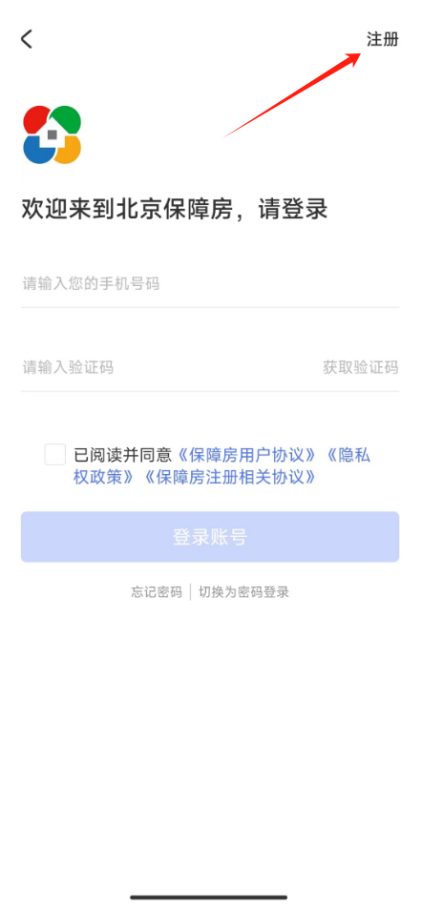 注册
欢迎来到北京保障房，请登录
请输入您的手机号码
请输入验证码 获取验证码
已阅读并同意《保障房用户协议》《隐私
权政策》《保障房注册相关协议》
登录账号
忘记密码 | 切换为密码登录